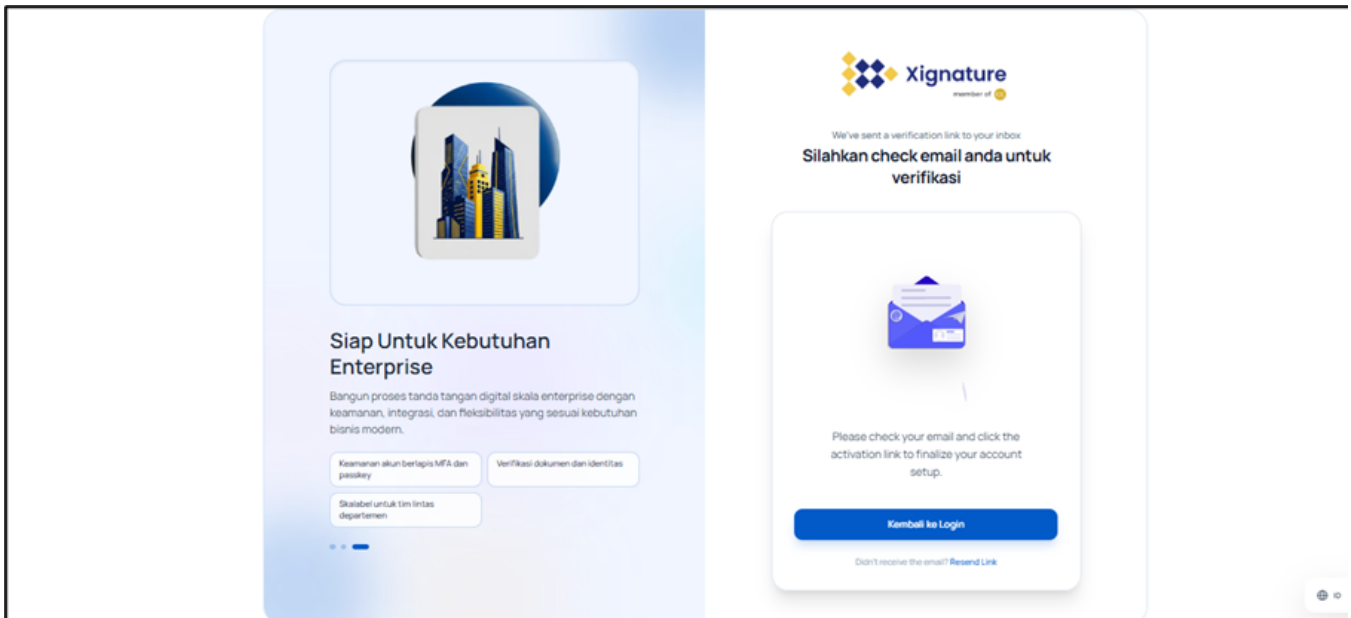 Siap Untuk Kebutuhan
Enterprise
Bangun proses tanda tangan digital skala enterprise dengan
keamanan, integrasi, dan fleksibilitas yang sesuai kebutuhan
bisnis modern.
Keamanan akun berlapis MFA dan
passkey
Verifikasi dokumen dan identitas
Skalabel untuk tim lintas
departemen
Xignature
member of
We've sent a verification link to your inbox
Silahkan check email anda untuk
verifikasi
Please check your email and click the
activation link to finalize your account
setup.
Kembali ke Login
Didn't receive the email? Resend Link
ID